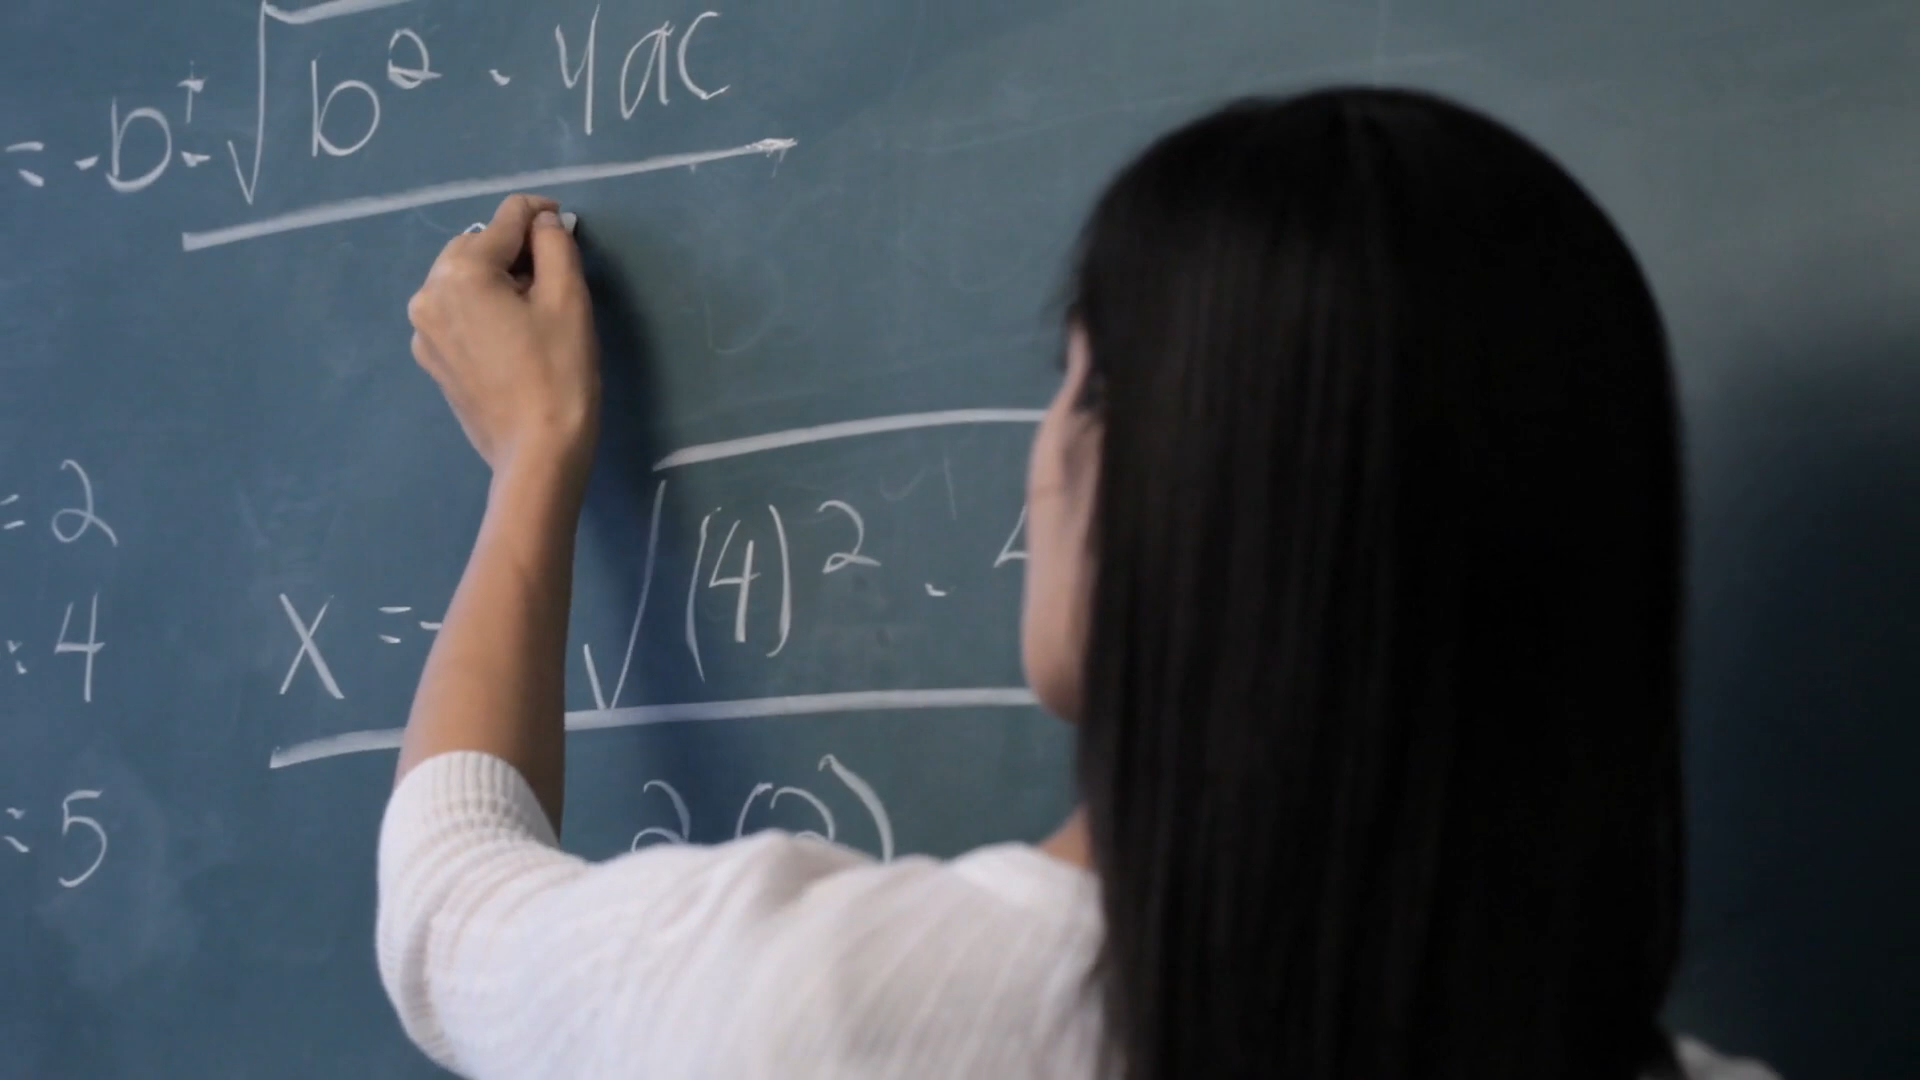 = -b ± √b² - 4ac
= 2
x = - √(4)² - 4
: 4
2(2)
: 5